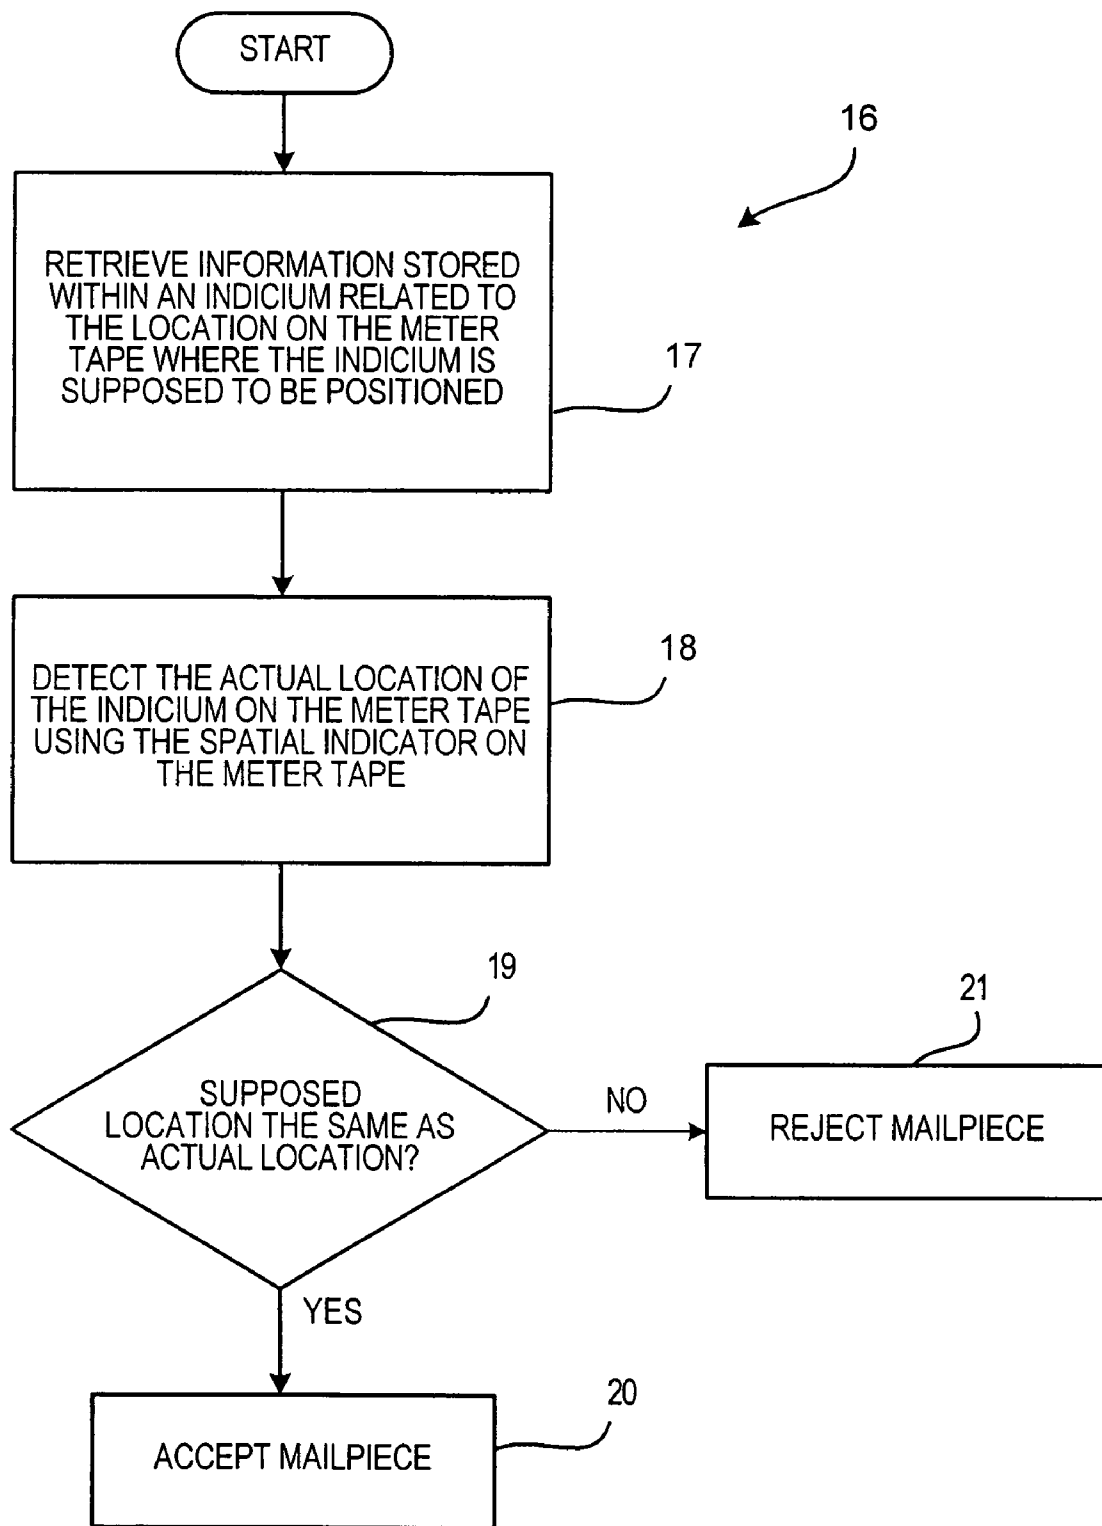 START
16
RETRIEVE INFORMATION STORED
WITHIN AN INDICIUM RELATED TO
THE LOCATION ON THE METER
TAPE WHERE THE INDICIUM IS
SUPPOSED TO BE POSITIONED
17
18
DETECT THE ACTUAL LOCATION OF
THE INDICIUM ON THE METER TAPE
USING THE SPATIAL INDICATOR ON
THE METER TAPE
19
SUPPOSED
LOCATION THE SAME AS
ACTUAL LOCATION?
NO
21
REJECT MAILPIECE
YES
20
ACCEPT MAILPIECE